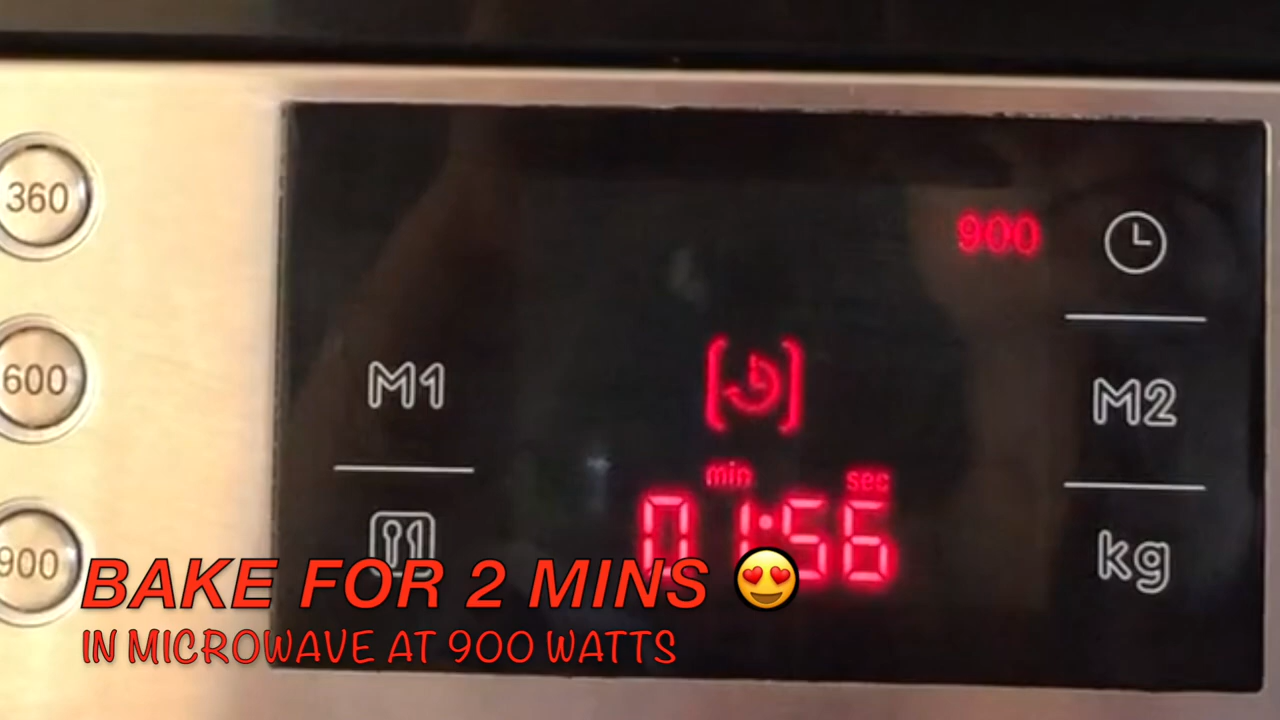 360
900
600
M1
M2
min sec
01:56
900
kg
BAKE FOR 2 MINS 😍
IN MICROWAVE AT 900 WATTS